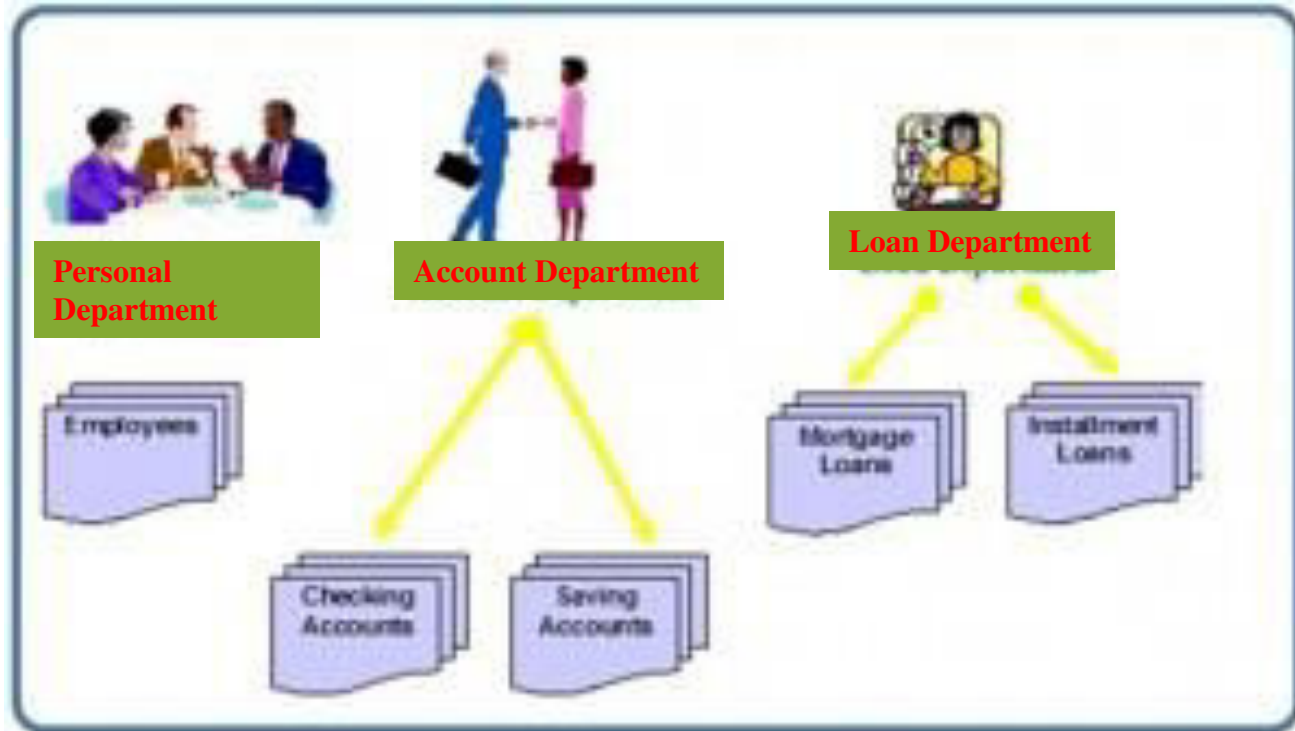 Personal
Department
Account Department
Loan Department
Employees
Mortgage
Loans
Installment
Loans
Checking
Accounts
Saving
Accounts